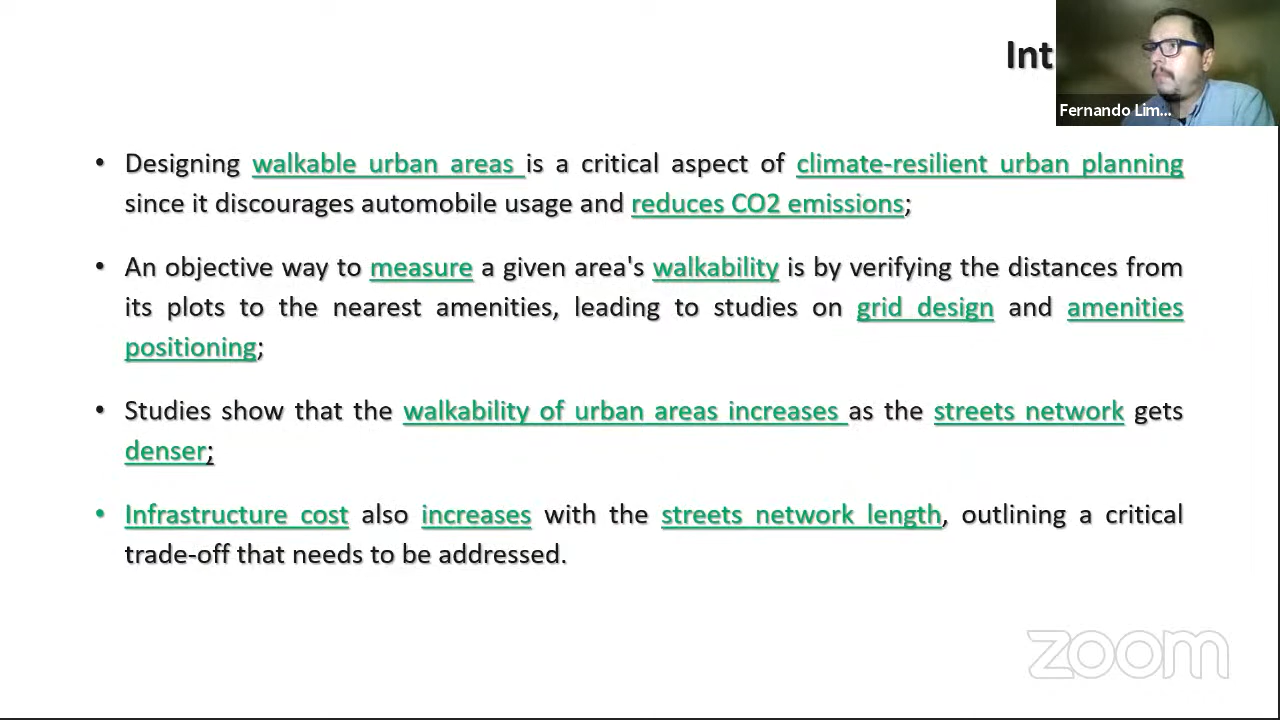 Int
Fernando Lim...
• Designing walkable urban areas is a critical aspect of climate-resilient urban planning
since it discourages automobile usage and reduces CO2 emissions;
• An objective way to measure a given area's walkability is by verifying the distances from
its plots to the nearest amenities, leading to studies on grid design and amenities
positioning;
• Studies show that the walkability of urban areas increases as the streets network gets
denser;
• Infrastructure cost also increases with the streets network length, outlining a critical
trade-off that needs to be addressed.
zoom